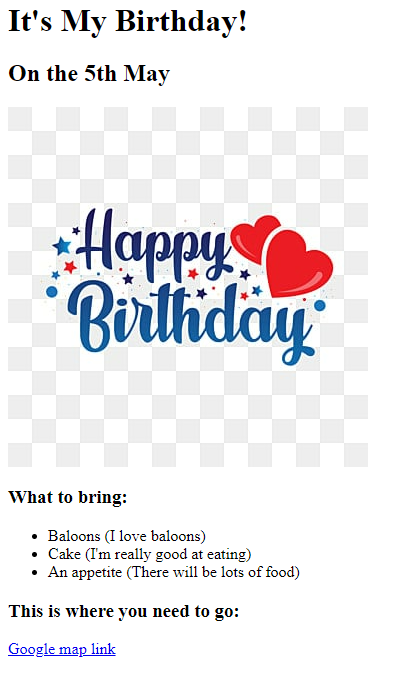 It's My Birthday!
On the 5th May
Happy
Birthday
What to bring:
Baloons (I love baloons)
Cake (I'm really good at eating)
An appetite (There will be lots of food)
This is where you need to go:
Google map link